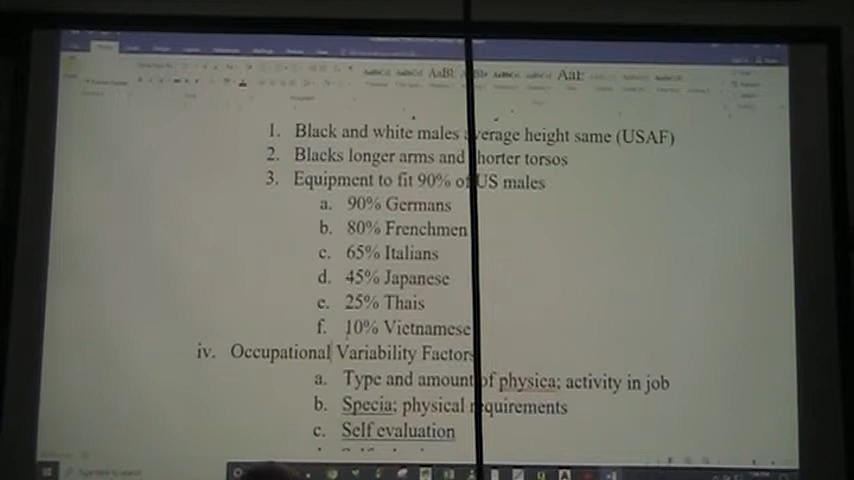 1. Black and white males average height same (USAF)
2. Blacks longer arms and shorter torsos
3. Equipment to fit 90% of US males
a. 90% Germans
b. 80% Frenchmen
c. 65% Italians
d. 45% Japanese
e. 25% Thais
f. 10% Vietnamese
iv. Occupational Variability Factors
a. Type and amount of physica; activity in job
b. Specia; physical requirements
c. Self evaluation